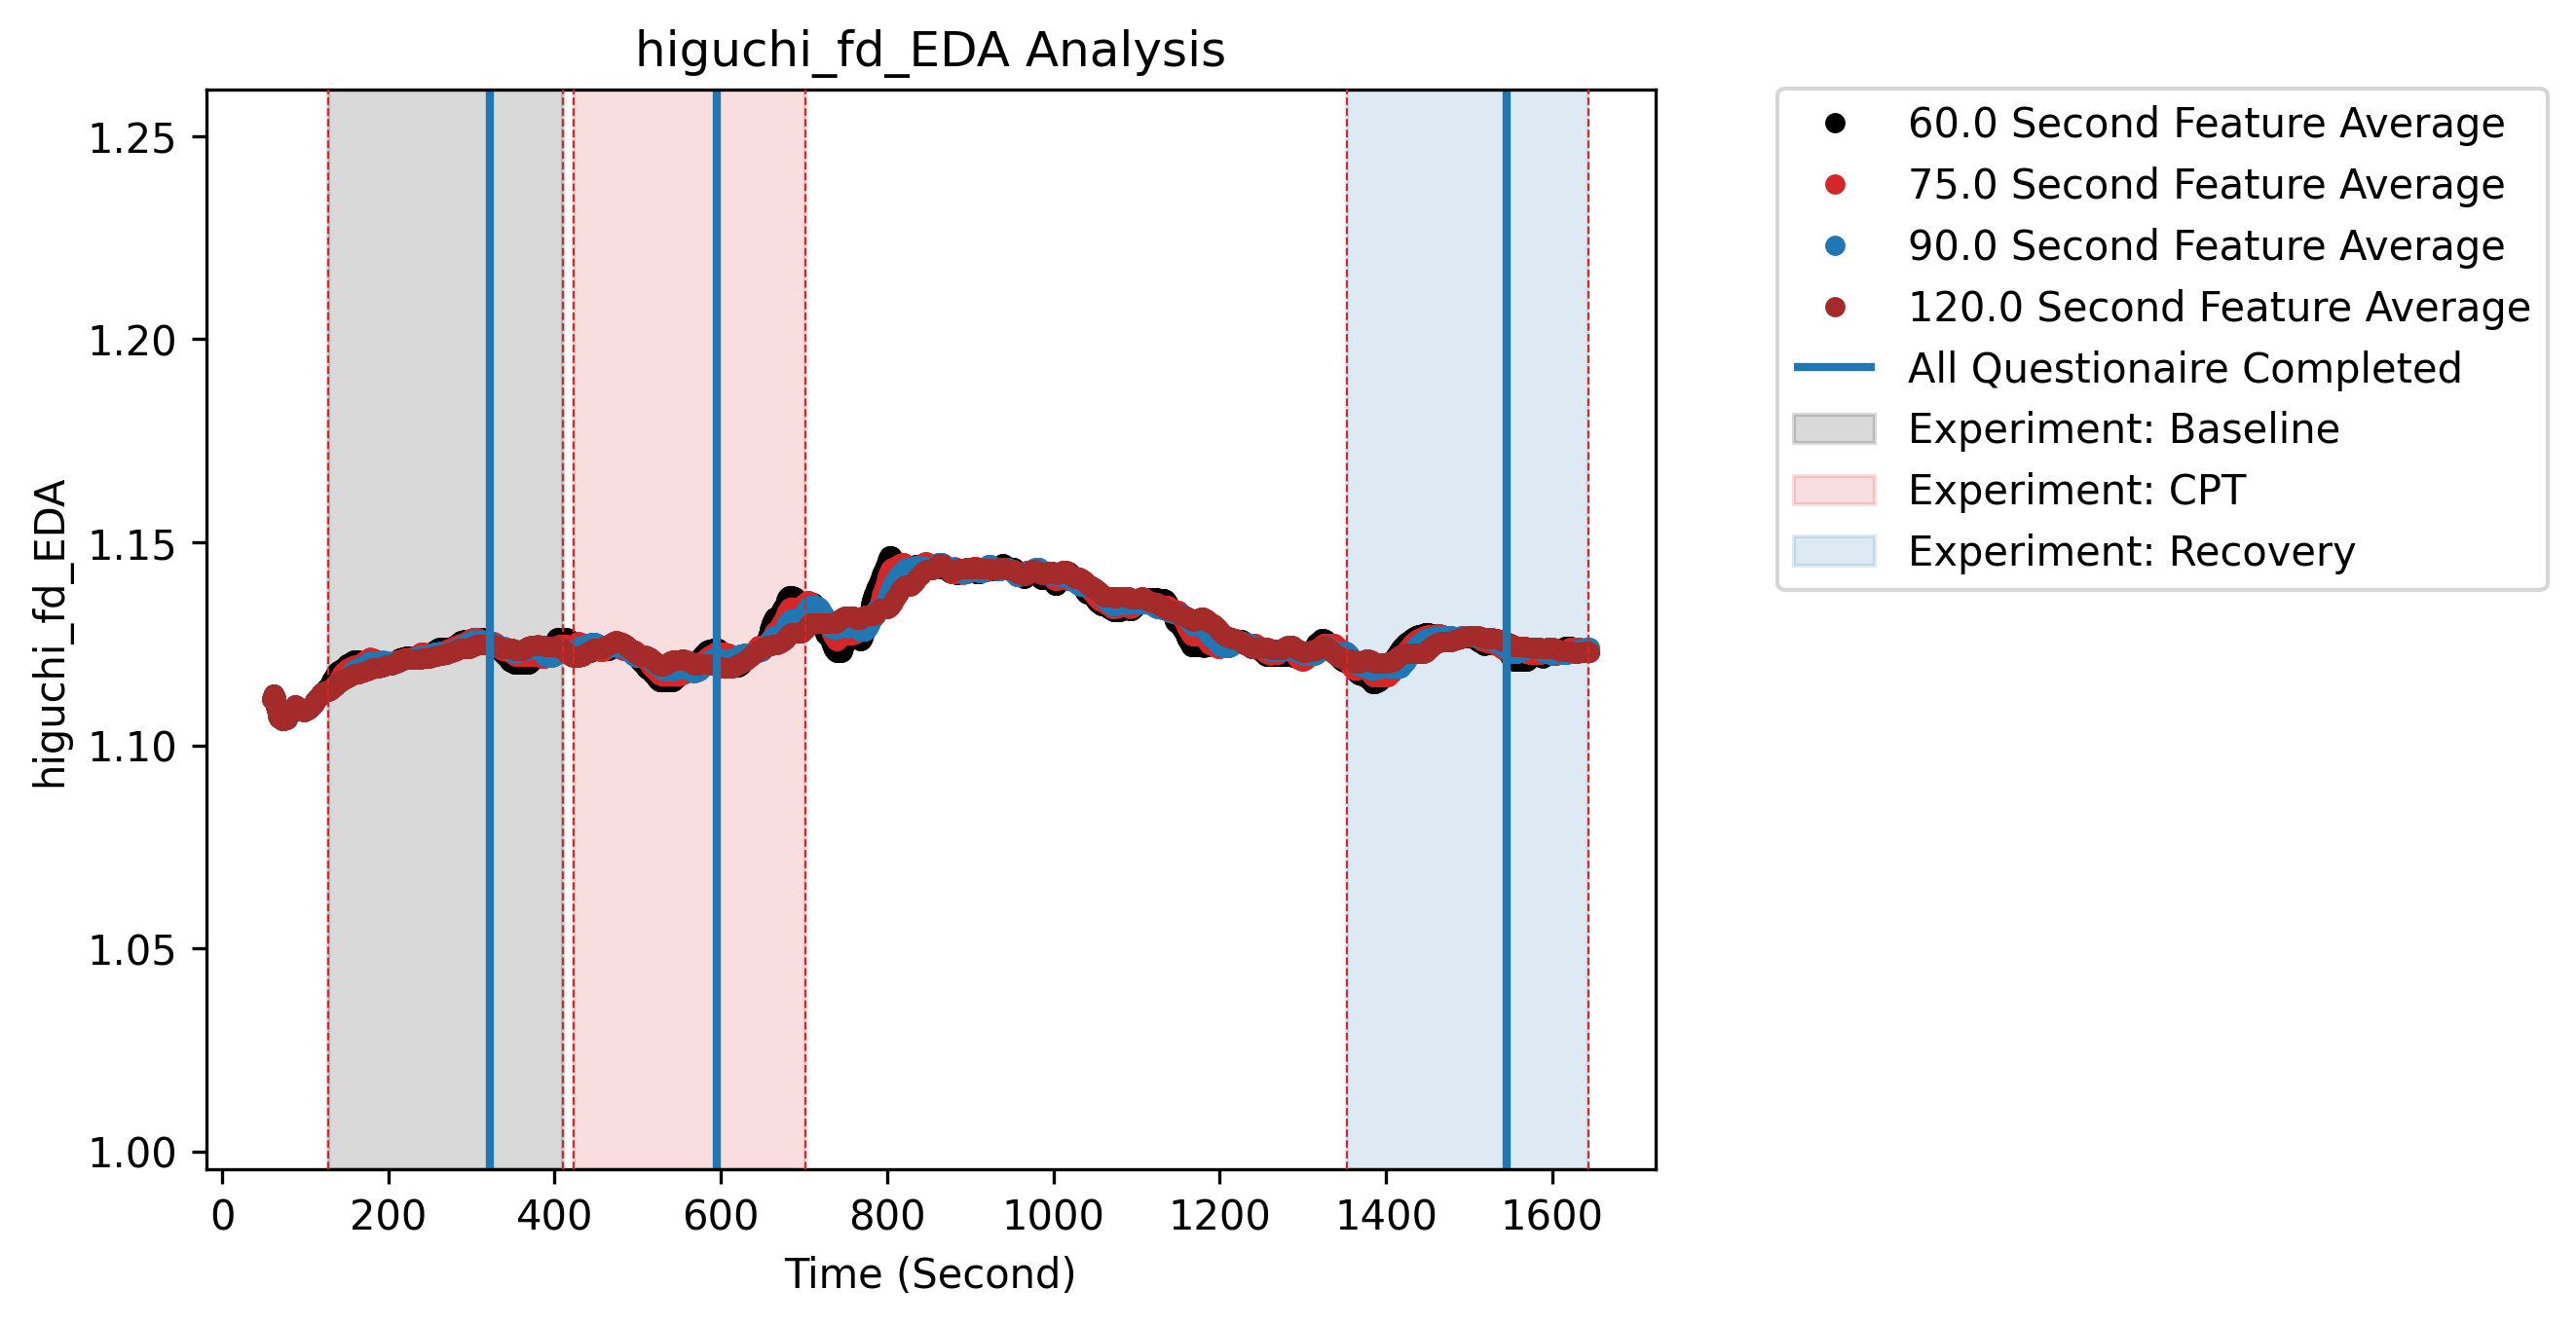 higuchi_fd_EDA Analysis
higuchi_fd_EDA
1.25
1.20
1.15
1.10
1.05
1.00
0 200 400 600 800 1000 1200 1400 1600
Time (Second)
60.0 Second Feature Average
75.0 Second Feature Average
90.0 Second Feature Average
120.0 Second Feature Average
All Questionaire Completed
Experiment: Baseline
Experiment: CPT
Experiment: Recovery